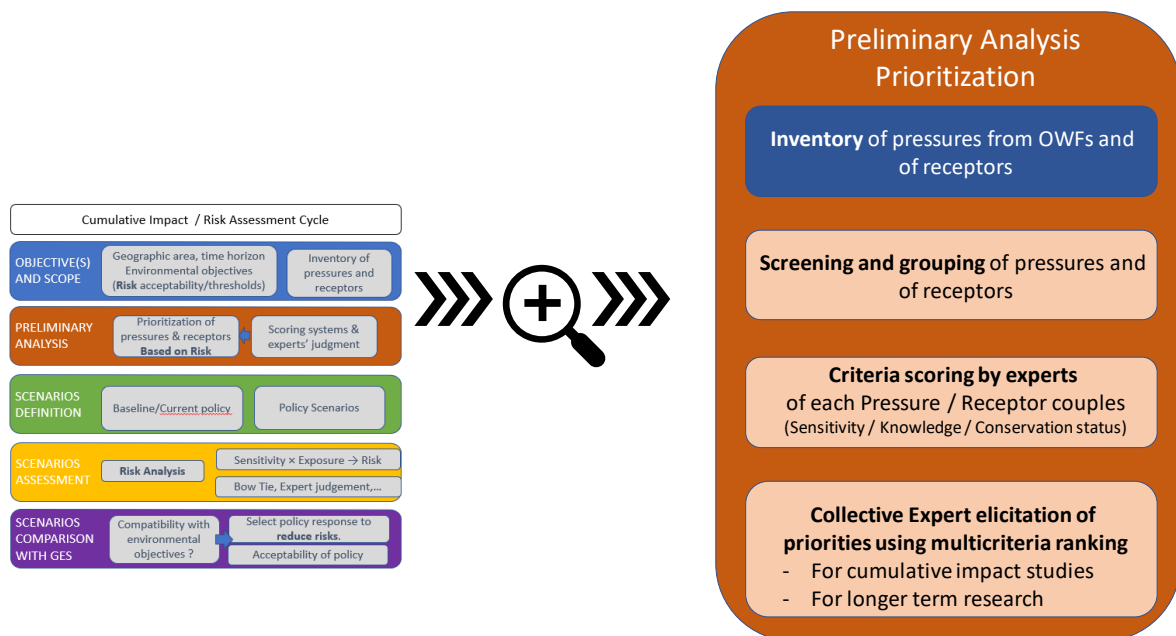 Cumulative Impact / Risk Assessment Cycle
OBJECTIVE(S)
AND SCOPE
Geographic area, time horizon
Environmental objectives
(Risk acceptability/thresholds)
Inventory of
pressures and
receptors
PRELIMINARY
ANALYSIS
Prioritization of
pressures & receptors
Based on Risk
Scoring systems &
experts' judgment
SCENARIOS
DEFINITION
Baseline/Current policy
Policy Scenarios
SCENARIOS
ASSESSMENT
Risk Analysis
Sensitivity × Exposure → Risk
Bow Tie, Expert judgement,...
SCENARIOS
COMPARISON
WITH GES
Compatibility with
environmental
objectives ?
Select policy response to
reduce risks.
Acceptability of policy
Preliminary Analysis
Prioritization
Inventory of pressures from OWFs and
of receptors
Screening and grouping of pressures and
of receptors
Criteria scoring by experts
of each Pressure / Receptor couples
(Sensitivity / Knowledge / Conservation status)
Collective Expert elicitation of
priorities using multicriteria ranking
- For cumulative impact studies
- For longer term research